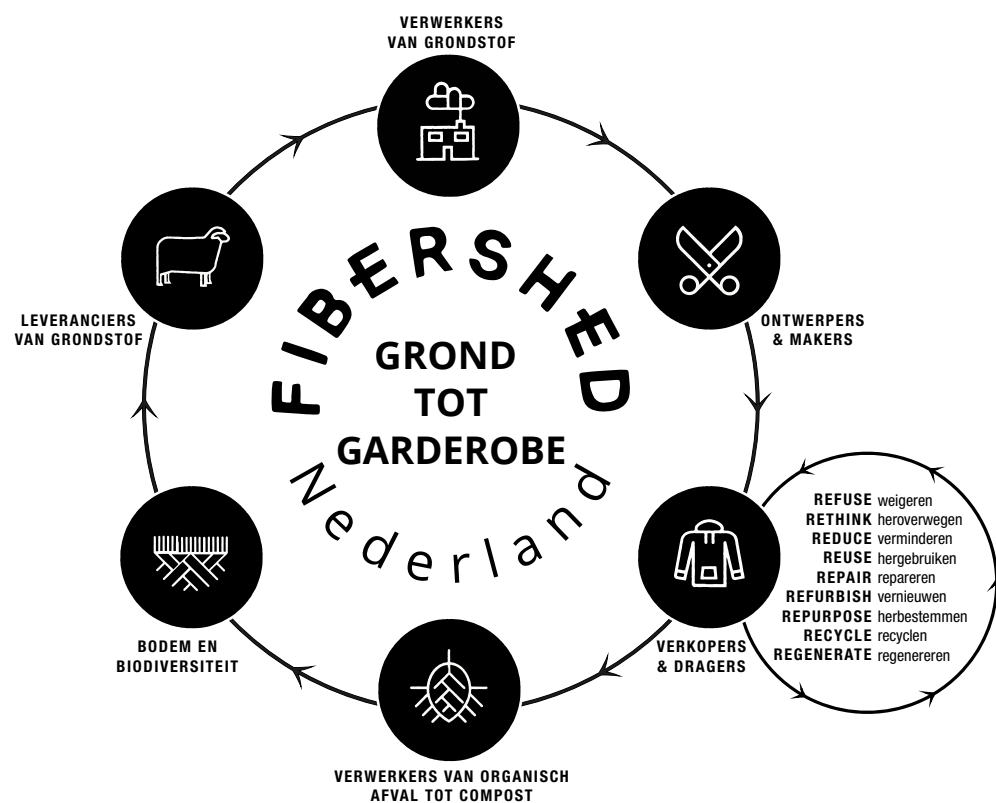 VERWERKERS
VAN GRONDSTOF
FIBERSHED
GROND
TOT
GARDEROBE
Nederland
ONTWERPERS
& MAKERS
LEVERANCIERS
VAN GRONDSTOF
REFUSE weigeren
RETHINK heroverwegen
REDUCE verminderen
REUSE hergebruiken
REPAIR repareren
REFURBISH vernieuwen
REPURPOSE herbestemmen
RECYCLE recyclen
REGENERATE regenereren
VERKOPERS
& DRAGERS
BODEM EN
BIODIVERSITEIT
VERWERKERS VAN ORGANISCH
AFVAL TOT COMPOST